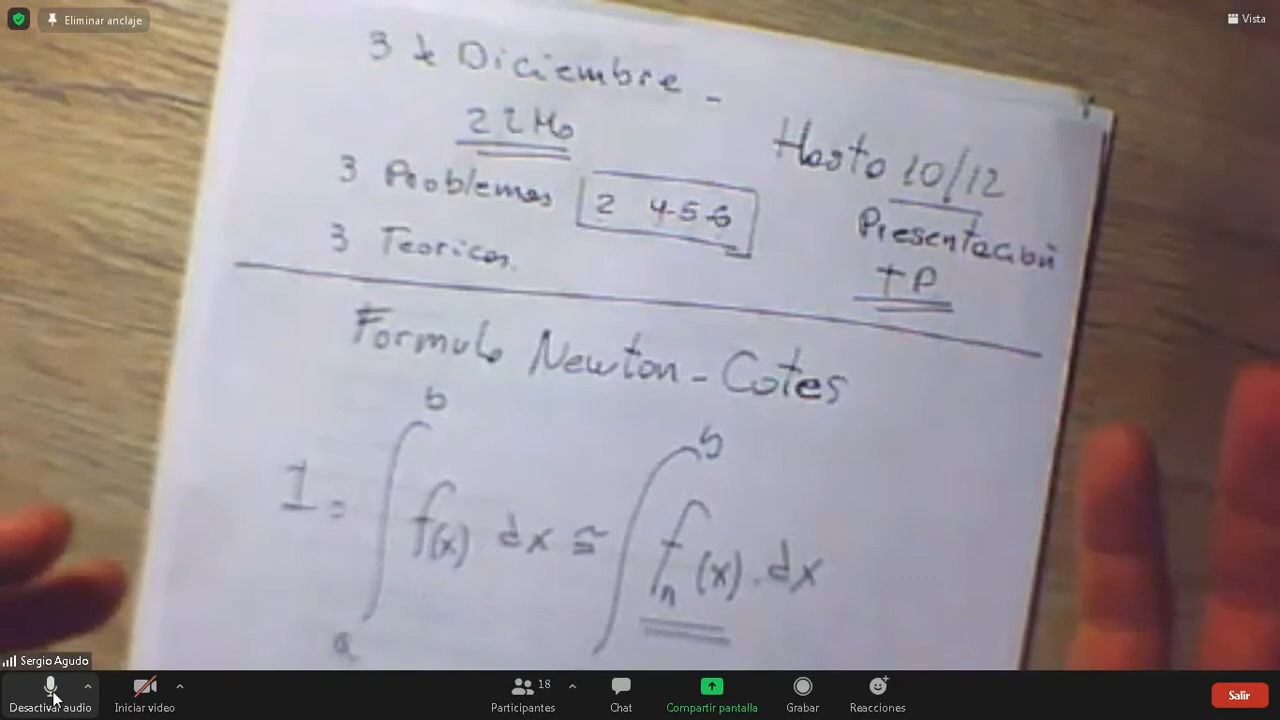 Eliminar anclaje
Vista
3 de Diciembre -
22 Hs
3 Problemas 2 4-5-6
3 Teoricos.
Hasta 10/12
Presentación
TP
Formula Newton - Cotes
I = ∫ₐᵇ f(x) dx ≅ ∫ᵇ fₙ(x) . dx
Sergio Agudo
Desactivar audio
Iniciar video
18
Participantes
Chat
Compartir pantalla
Grabar
Reacciones
Salir